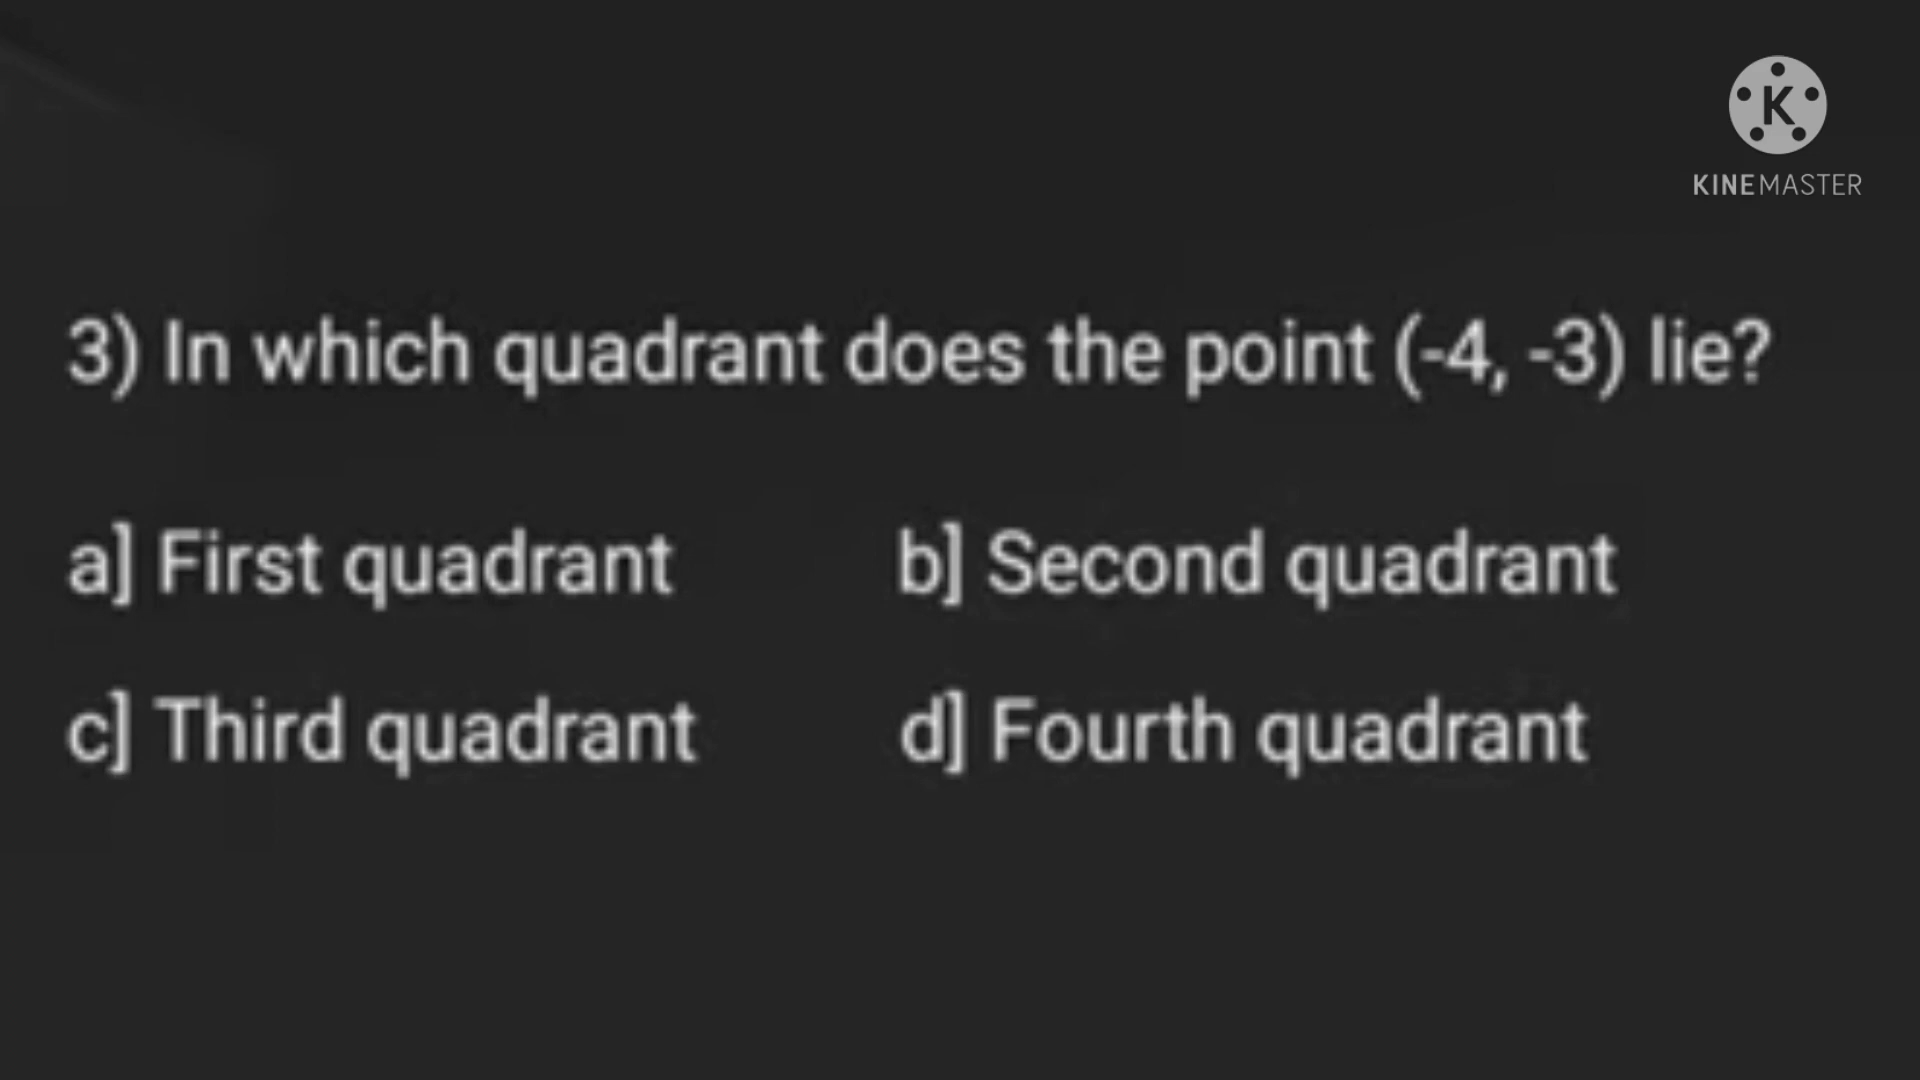 K
KINEMASTER
3) In which quadrant does the point (-4, -3) lie?
a] First quadrant b] Second quadrant
c] Third quadrant d] Fourth quadrant